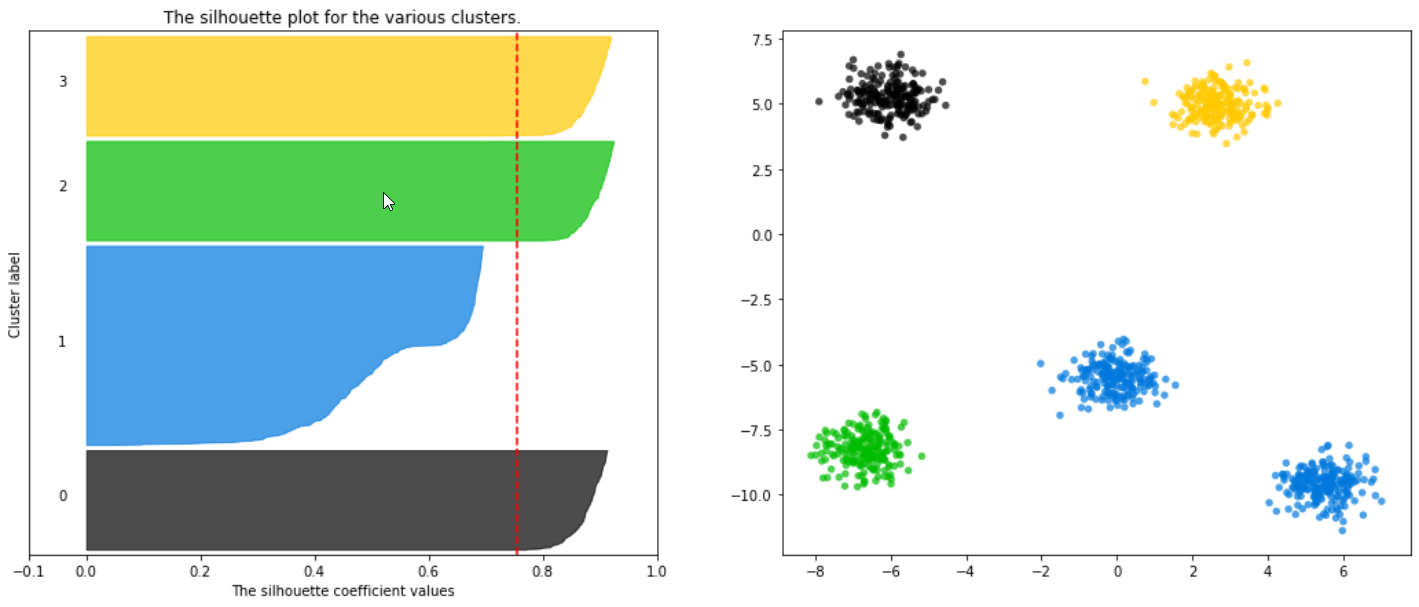 The silhouette plot for the various clusters.
Cluster label
3
2
1
0
−0.1 0.0 0.2 0.4 0.6 0.8 1.0
The silhouette coefficient values
7.5
5.0
2.5
0.0
−2.5
−5.0
−7.5
−10.0
−8 −6 −4 −2 0 2 4 6